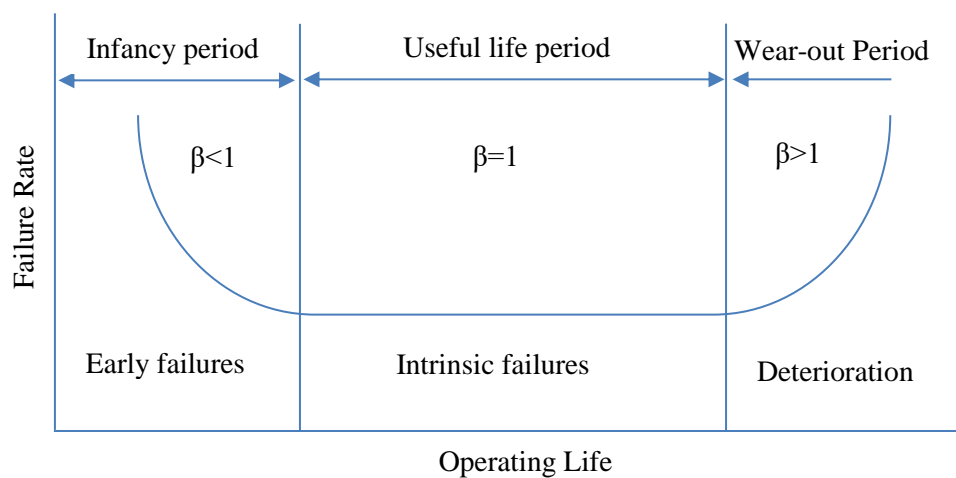 Infancy period
Useful life period
Wear-out Period
β<1
β=1
β>1
Failure Rate
Early failures
Intrinsic failures
Deterioration
Operating Life